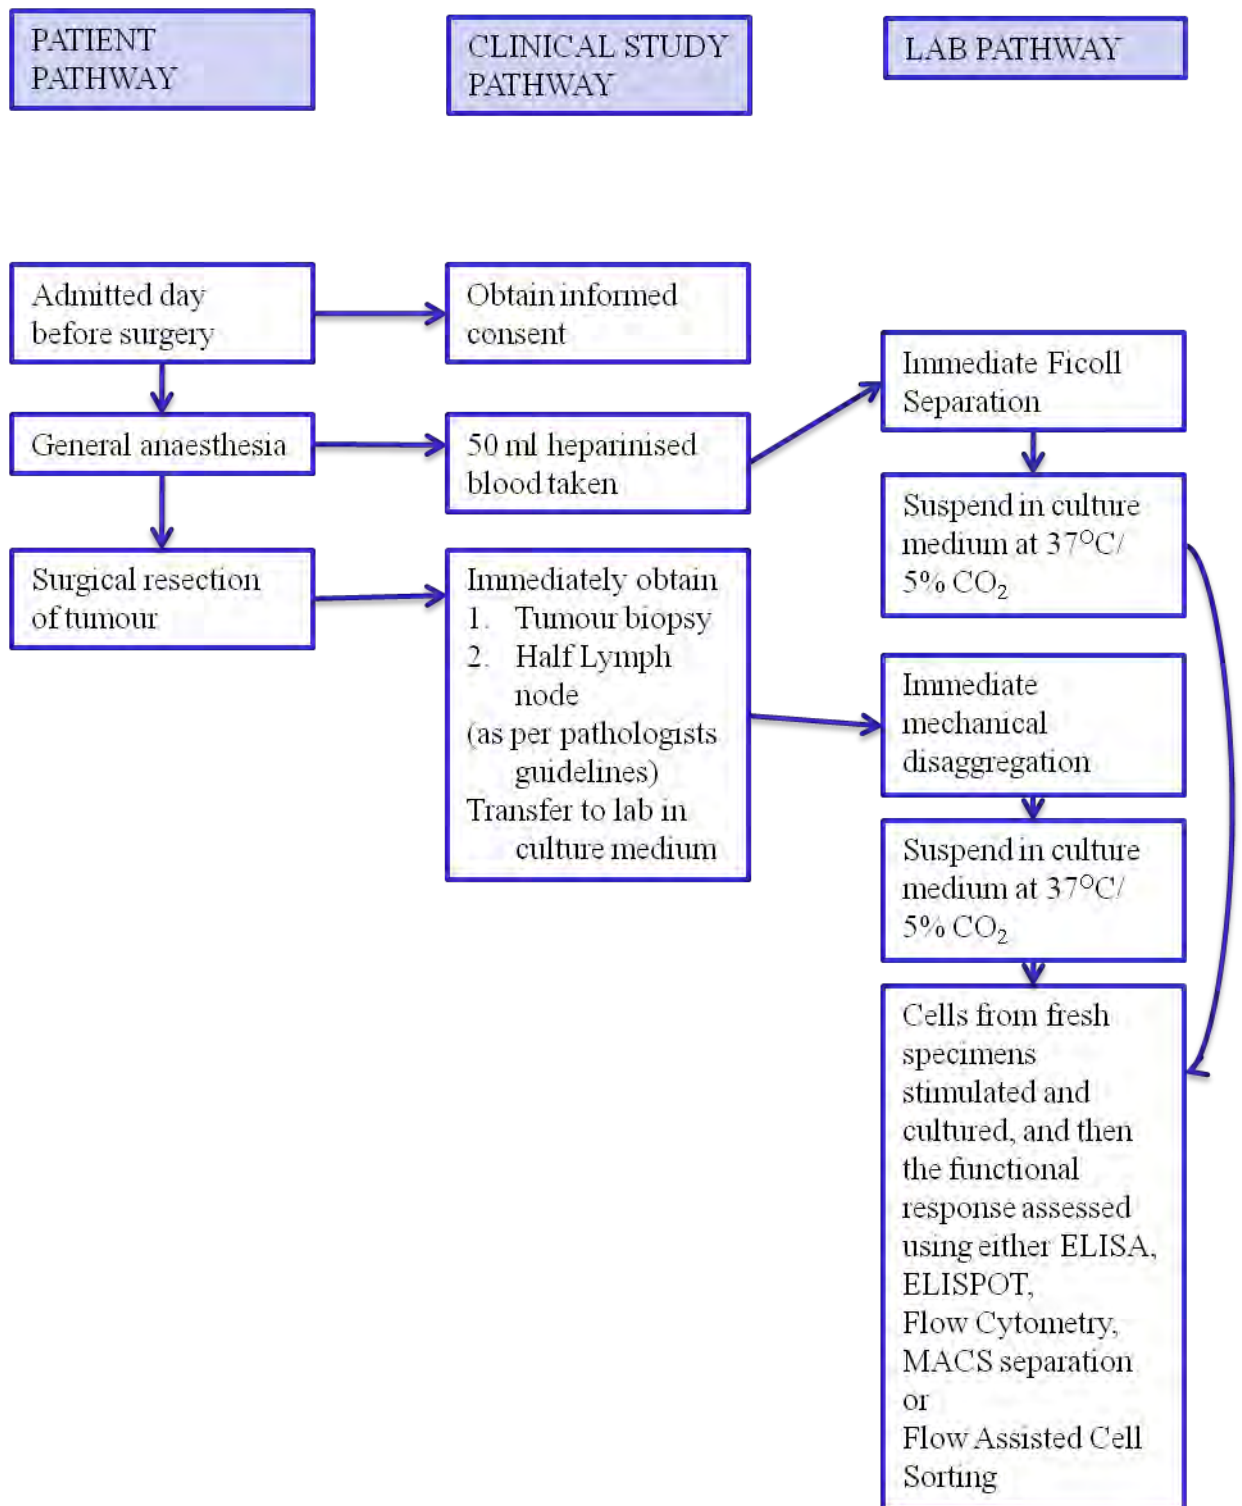 PATIENT
PATHWAY
CLINICAL STUDY
PATHWAY
LAB PATHWAY
Admitted day
before surgery
Obtain informed
consent
Immediate Ficoll
Separation
General anaesthesia
50 ml heparinised
blood taken
Suspend in culture
medium at 37°C/
5% CO₂
Surgical resection
of tumour
Immediately obtain
1. Tumour biopsy
2. Half Lymph
node
(as per pathologists
guidelines)
Transfer to lab in
culture medium
Immediate
mechanical
disaggregation
Suspend in culture
medium at 37°C/
5% CO₂
Cells from fresh
specimens
stimulated and
cultured, and then
the functional
response assessed
using either ELISA,
ELISPOT,
Flow Cytometry,
MACS separation
or
Flow Assisted Cell
Sorting